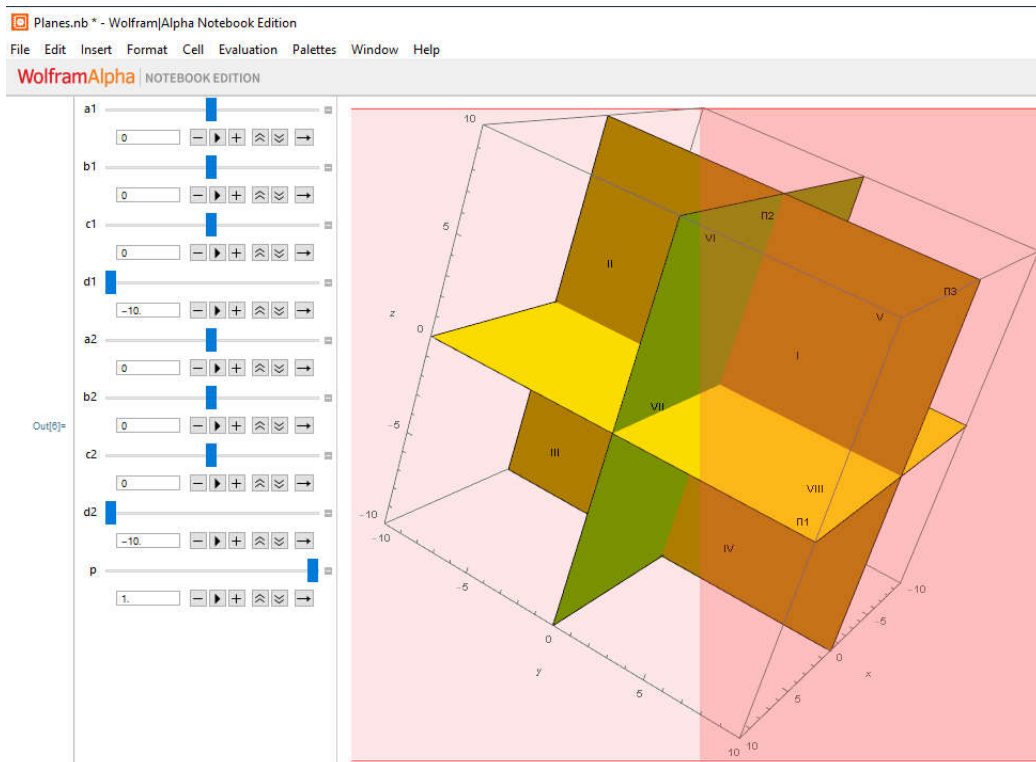 Planes.nb * - Wolfram|Alpha Notebook Edition
File Edit Insert Format Cell Evaluation Palettes Window Help
WolframAlpha | NOTEBOOK EDITION
a1
0
b1
0
c1
0
d1
-10.
a2
0
b2
0
c2
0
d2
-10.
p
1.
Out[6]=
10
5
z
0
-5
-10
-10
-5
0
y
5
10
10
5
0
x
-5
-10
П2
VI
II
П3
V
I
VII
III
VIII
П1
IV